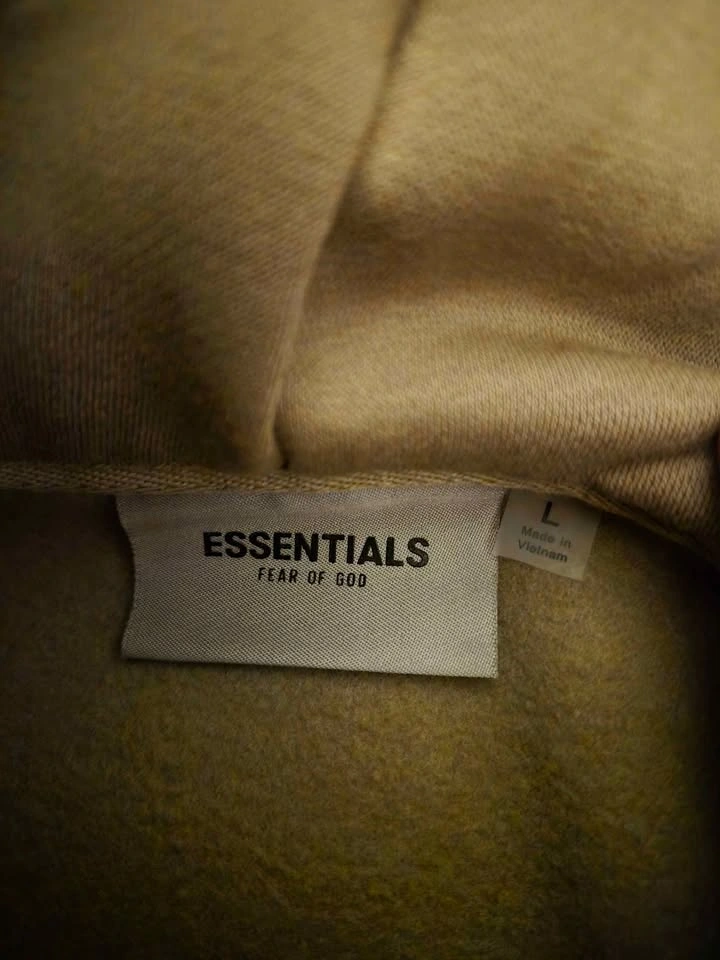 ESSENTIALS
FEAR OF GOD
L
Made in
Vietnam